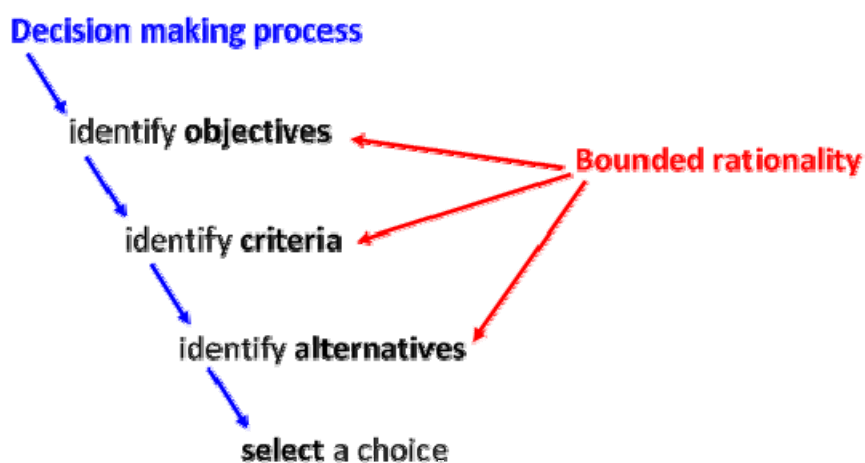 Decision making process
identify objectives
Bounded rationality
identify criteria
identify alternatives
select a choice